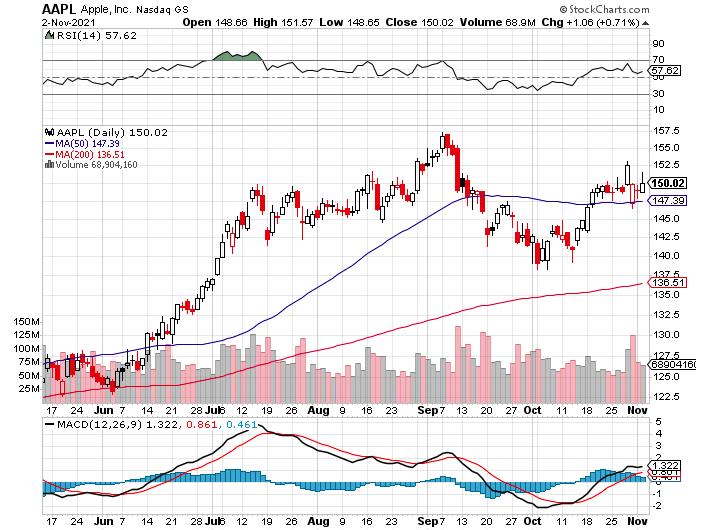 AAPL Apple, Inc. Nasdaq GS © StockCharts.com
2-Nov-2021 Open 148.66 High 151.57 Low 148.65 Close 150.02 Volume 68.9M Chg +1.06 (+0.71%)
RSI(14) 57.62
90
70
57.62
50
30
10
AAPL (Daily) 150.02
MA(50) 147.39
MA(200) 136.51
Volume 68,904,160
157.5
155.0
152.5
150.02
147.39
145.0
142.5
140.0
137.5
136.51
135.0
132.5
130.0
127.5
68904160
125.0
122.5
150M
125M
100M
75M
50M
25M
17 24 Jun 7 14 21 28 Jul 6 12 19 26 Aug 9 16 23 Sep 7 13 20 27 Oct 11 18 25 Nov
MACD(12,26,9) 1.322, 0.861, 0.461
5
4
3
2
1.322
0
-1
-2
17 24 Jun 7 14 21 28 Jul 6 12 19 26 Aug 9 16 23 Sep 7 13 20 27 Oct 11 18 25 Nov